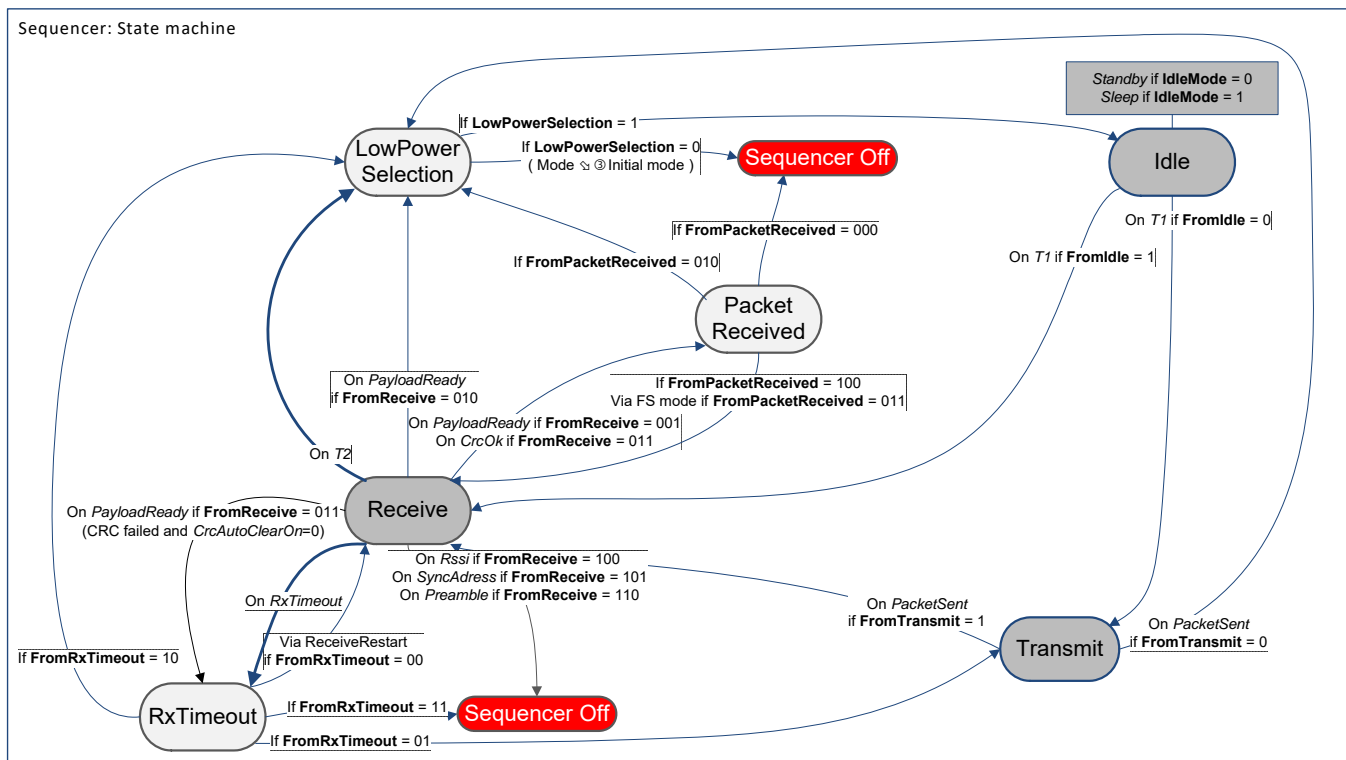 Sequencer: State machine
Standby if IdleMode = 0
Sleep if IdleMode = 1
If LowPowerSelection = 1
LowPower
Selection
If LowPowerSelection = 0
( Mode ⇘ ③ Initial mode )
Sequencer Off
Idle
On T1 if FromIdle = 0
If FromPacketReceived = 000
On T1 if FromIdle = 1
If FromPacketReceived = 010
Packet
Received
On PayloadReady
if FromReceive = 010
If FromPacketReceived = 100
Via FS mode if FromPacketReceived = 011
On PayloadReady if FromReceive = 001
On CrcOk if FromReceive = 011
On T2
Receive
On PayloadReady if FromReceive = 011
(CRC failed and CrcAutoClearOn=0)
On Rssi if FromReceive = 100
On SyncAdress if FromReceive = 101
On Preamble if FromReceive = 110
On RxTimeout
On PacketSent
if FromTransmit = 1
On PacketSent
if FromTransmit = 0
Transmit
Via ReceiveRestart
if FromRxTimeout = 00
If FromRxTimeout = 10
RxTimeout
If FromRxTimeout = 11
Sequencer Off
If FromRxTimeout = 01